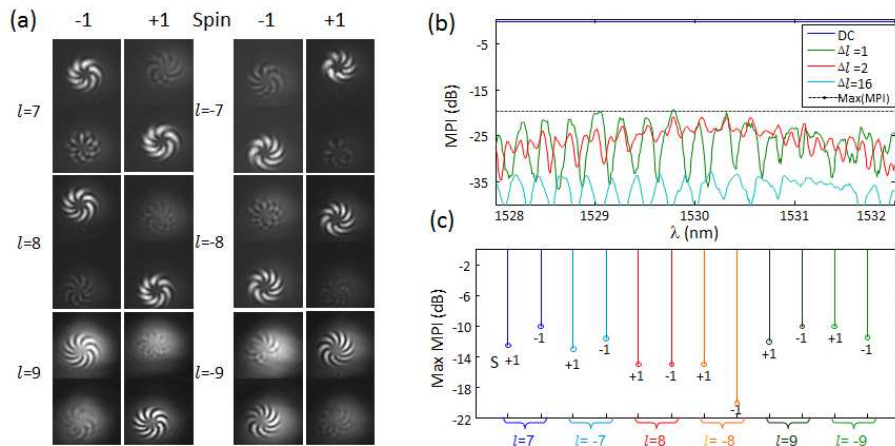 (a)
-1 +1 Spin -1 +1
l=7 l=-7
l=8 l=-8
l=9 l=-9
(b)
MPI (dB)
-5
-15
-25
-35
DC
Δl=1
Δl=2
Δl=16
Max(MPI)
1528 1529 1530 1531 1532
λ (nm)
(c)
Max MPI (dB)
-2
-6
-10
-14
-18
-22
S +1 -1 +1 -1 +1 -1 +1 -1 +1 -1 +1 -1
l=7 l=-7 l=8 l=-8 l=9 l=-9